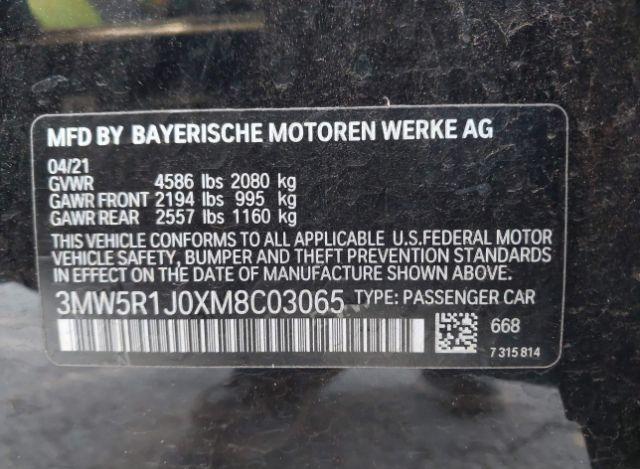 MFD BY BAYERISCHE MOTOREN WERKE AG
04/21
GVWR 4586 lbs 2080 kg
GAWR FRONT 2194 lbs 995 kg
GAWR REAR 2557 lbs 1160 kg
THIS VEHICLE CONFORMS TO ALL APPLICABLE U.S.FEDERAL MOTOR
VEHICLE SAFETY, BUMPER AND THEFT PREVENTION STANDARDS
IN EFFECT ON THE DATE OF MANUFACTURE SHOWN ABOVE.
3MW5R1J0XM8C03065 TYPE: PASSENGER CAR
668
7 315 814